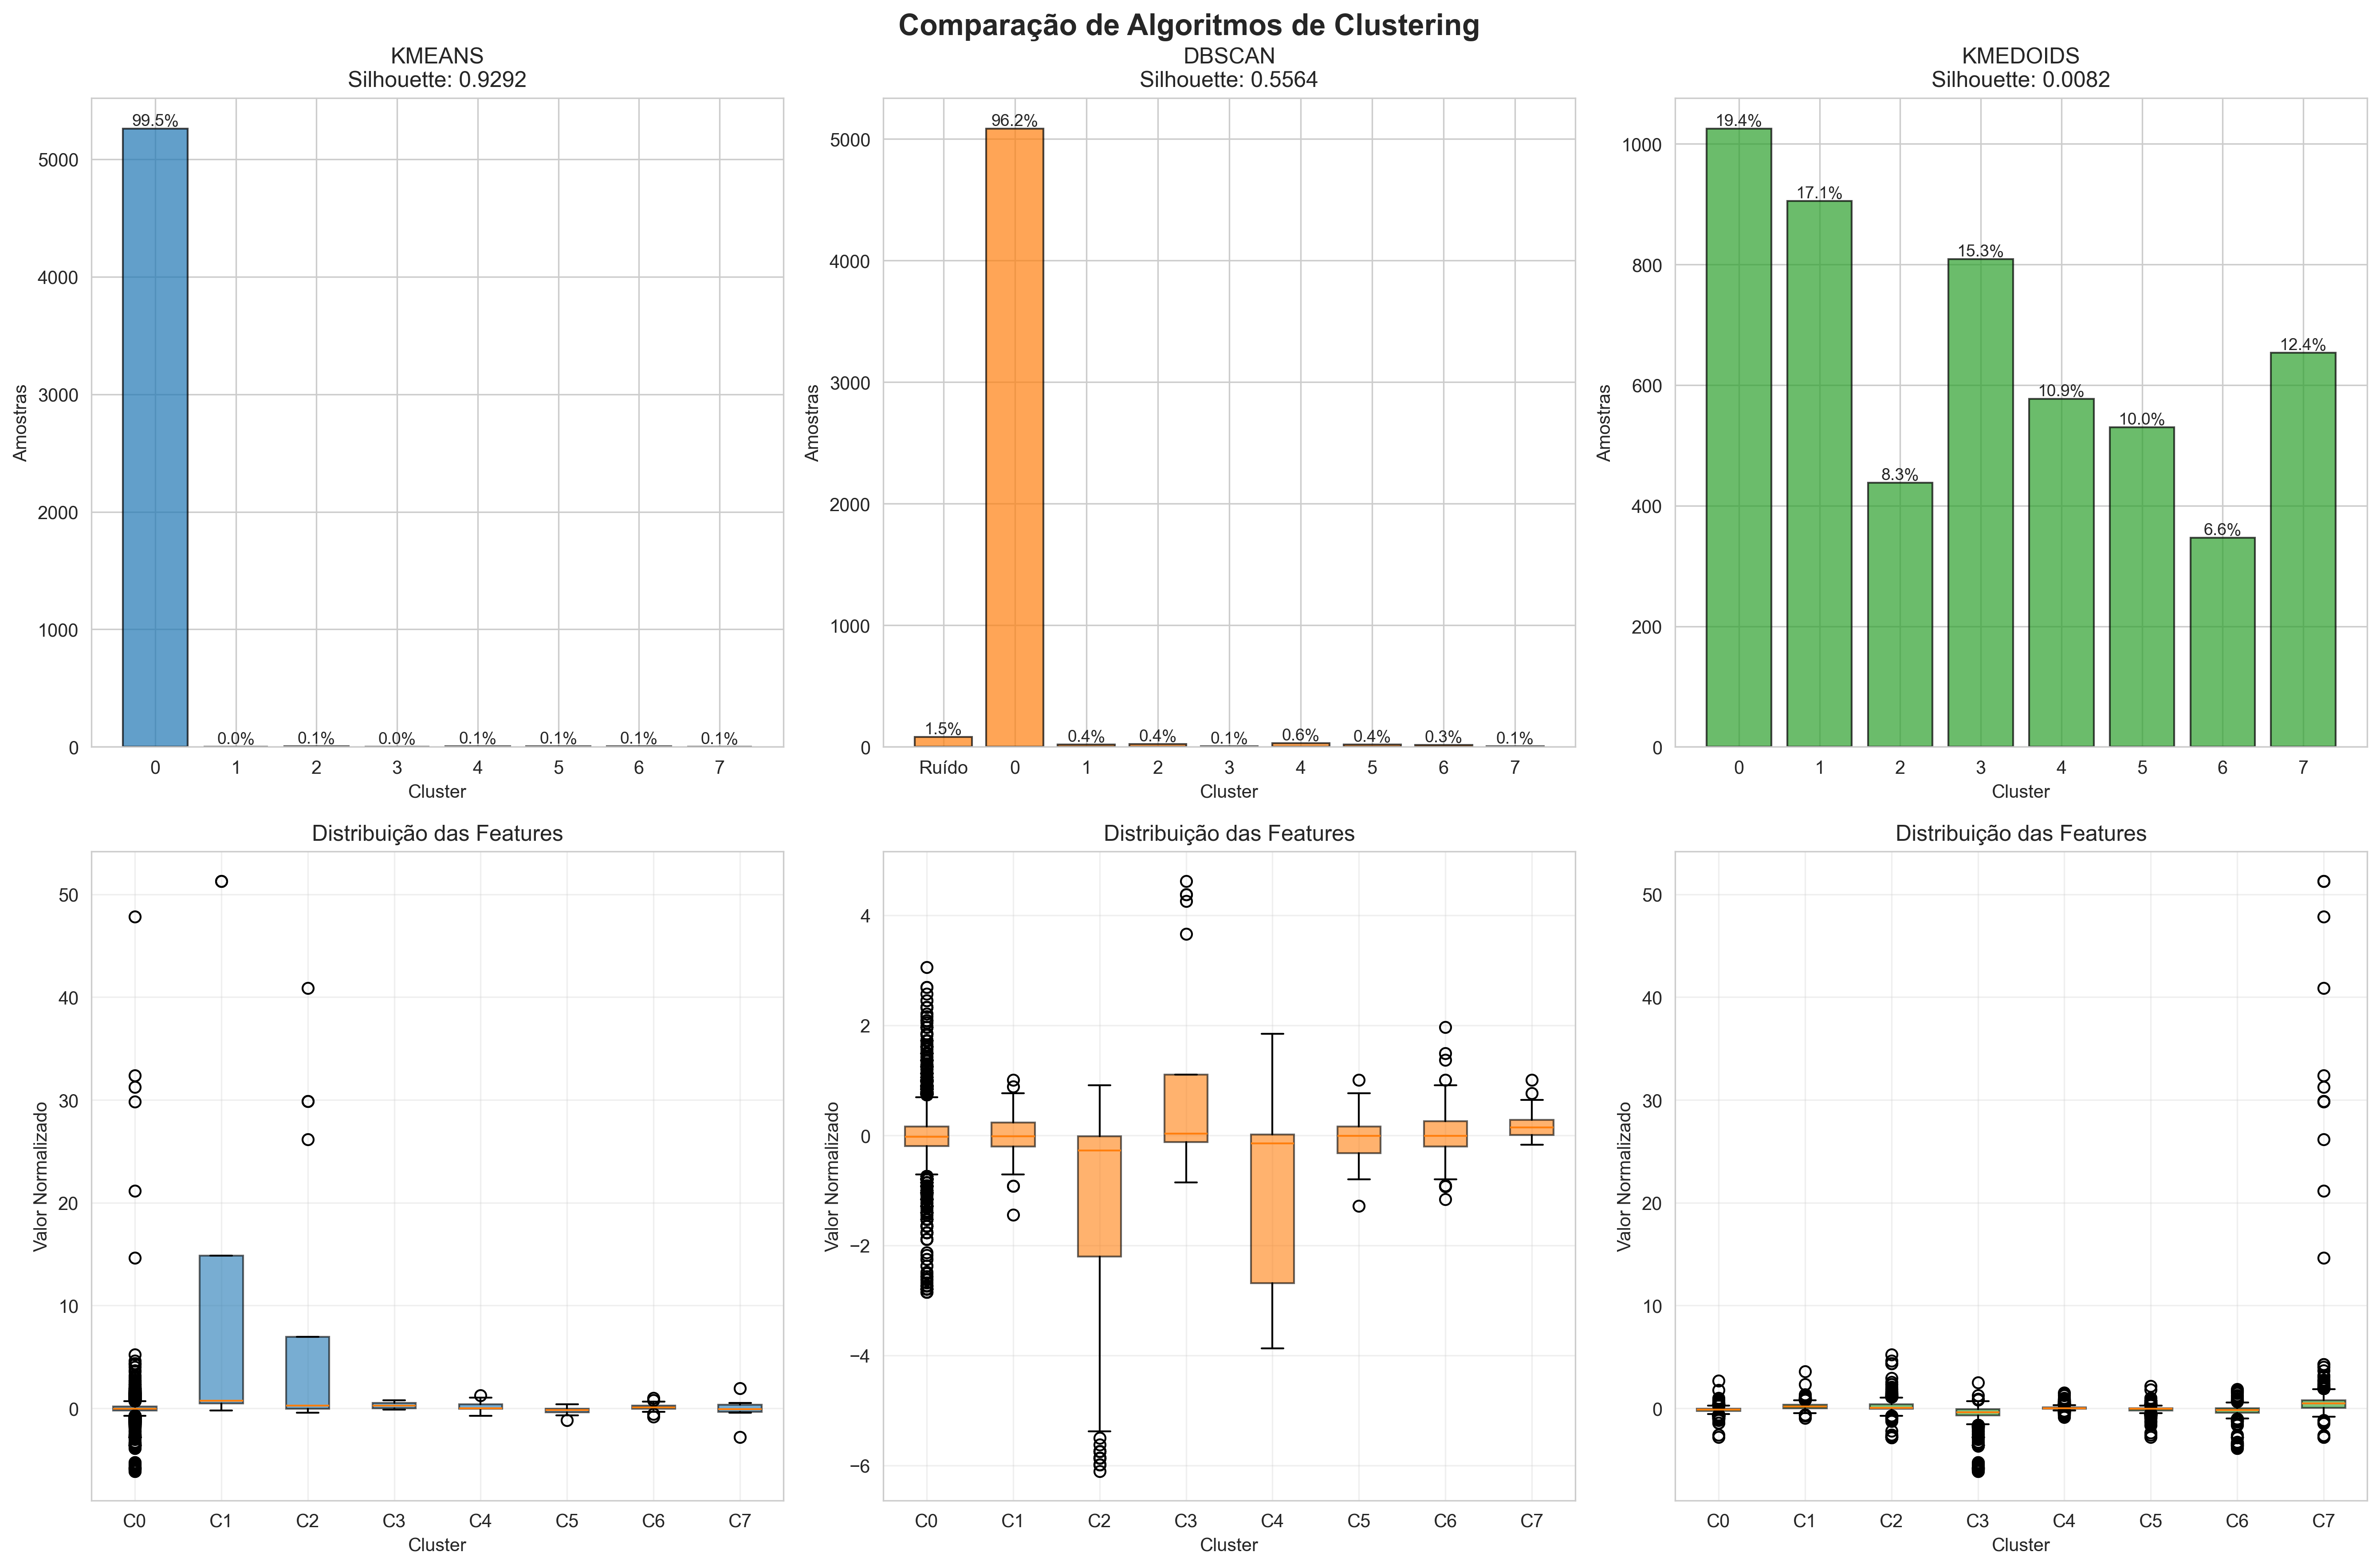 Comparação de Algoritmos de Clustering
KMEANS
Silhouette: 0.9292
99.5%
0.0%
0.1%
0.0%
0.1%
0.1%
0.1%
0.1%
5000
4000
3000
2000
1000
0
Amostras
0 1 2 3 4 5 6 7
Cluster
DBSCAN
Silhouette: 0.5564
1.5%
96.2%
0.4%
0.4%
0.1%
0.6%
0.4%
0.3%
0.1%
5000
4000
3000
2000
1000
0
Amostras
Ruído 0 1 2 3 4 5 6 7
Cluster
KMEDOIDS
Silhouette: 0.0082
19.4%
17.1%
8.3%
15.3%
10.9%
10.0%
6.6%
12.4%
1000
800
600
400
200
0
Amostras
0 1 2 3 4 5 6 7
Cluster
Distribuição das Features
50
40
30
20
10
0
Valor Normalizado
C0 C1 C2 C3 C4 C5 C6 C7
Cluster
Distribuição das Features
4
2
0
−2
−4
−6
Valor Normalizado
C0 C1 C2 C3 C4 C5 C6 C7
Cluster
Distribuição das Features
50
40
30
20
10
0
Valor Normalizado
C0 C1 C2 C3 C4 C5 C6 C7
Cluster